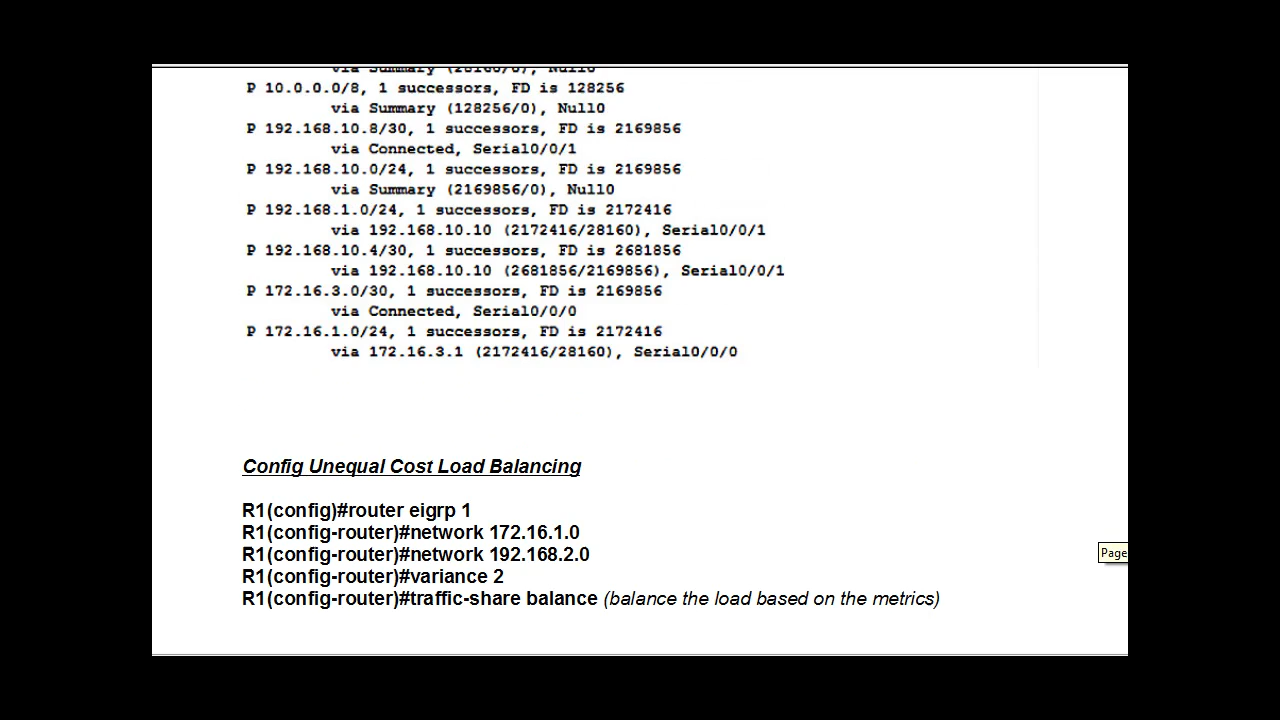 via Summary (28160/0), Null0
P 10.0.0.0/8, 1 successors, FD is 128256
via Summary (128256/0), Null0
P 192.168.10.8/30, 1 successors, FD is 2169856
via Connected, Serial0/0/1
P 192.168.10.0/24, 1 successors, FD is 2169856
via Summary (2169856/0), Null0
P 192.168.1.0/24, 1 successors, FD is 2172416
via 192.168.10.10 (2172416/28160), Serial0/0/1
P 192.168.10.4/30, 1 successors, FD is 2681856
via 192.168.10.10 (2681856/2169856), Serial0/0/1
P 172.16.3.0/30, 1 successors, FD is 2169856
via Connected, Serial0/0/0
P 172.16.1.0/24, 1 successors, FD is 2172416
via 172.16.3.1 (2172416/28160), Serial0/0/0
Config Unequal Cost Load Balancing
R1(config)#router eigrp 1
R1(config-router)#network 172.16.1.0
R1(config-router)#network 192.168.2.0
Page
R1(config-router)#variance 2
R1(config-router)#traffic-share balance (balance the load based on the metrics)